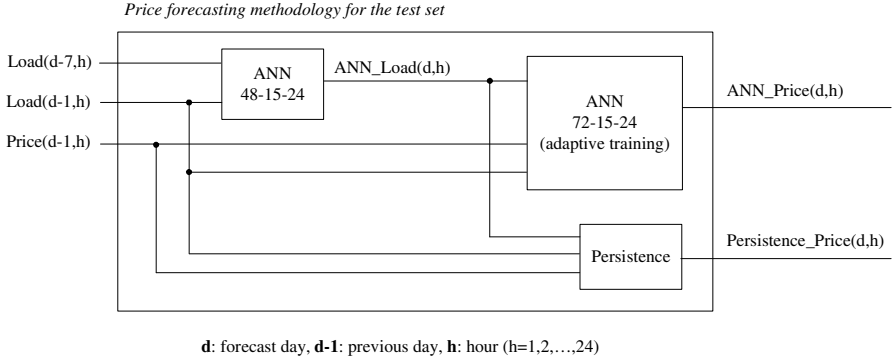 Price forecasting methodology for the test set
Load(d-7,h)
Load(d-1,h)
Price(d-1,h)
ANN
48-15-24
ANN_Load(d,h)
ANN
72-15-24
(adaptive training)
ANN_Price(d,h)
Persistence
Persistence_Price(d,h)
d: forecast day, d-1: previous day, h: hour (h=1,2,…,24)